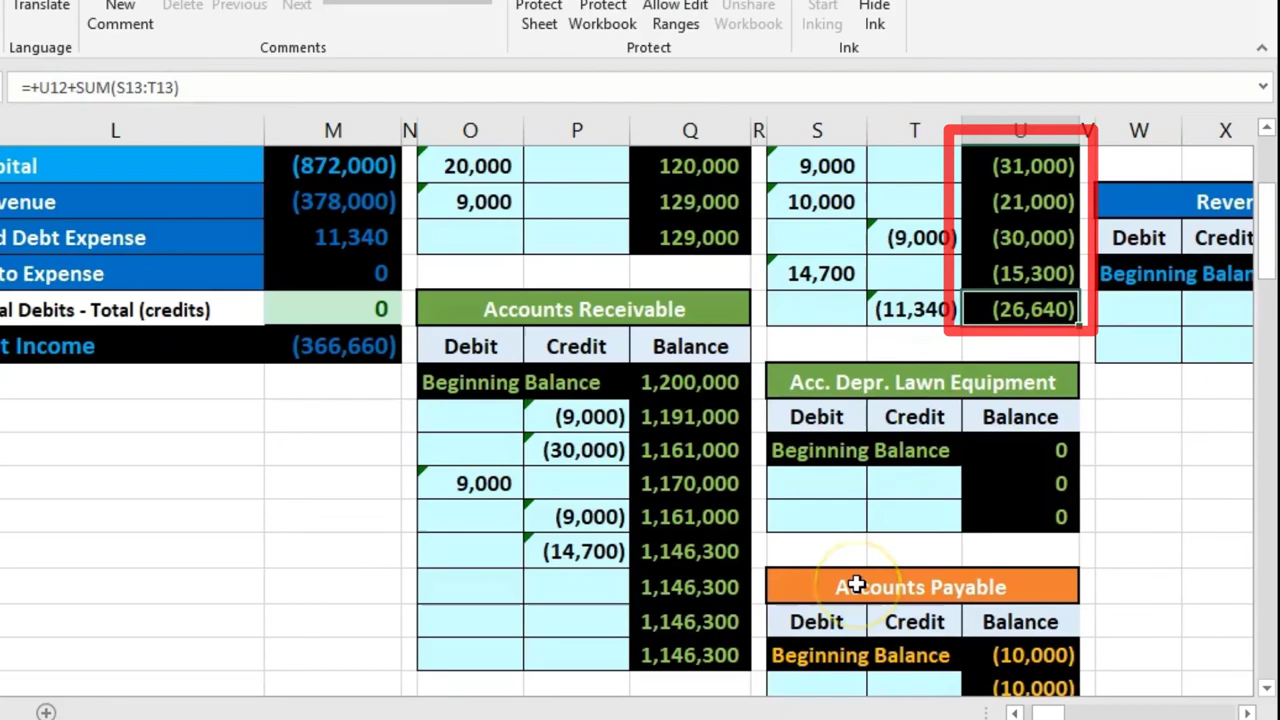 Translate New Comment Delete Previous Next Protect Sheet Protect Workbook Allow Edit Ranges Unshare Workbook Start Inking Hide Ink
Language Comments Protect Ink
=+U12+SUM(S13:T13)
L M N O P Q R S T U V W X
pital (872,000) 20,000 120,000 9,000 (31,000)
venue (378,000) 9,000 129,000 10,000 (21,000) Rever
d Debt Expense 11,340 129,000 (9,000) (30,000) Debit Credit
to Expense 0 14,700 (15,300) Beginning Balan
al Debits - Total (credits) 0 Accounts Receivable (11,340) (26,640)
t Income (366,660) Debit Credit Balance
Beginning Balance 1,200,000 Acc. Depr. Lawn Equipment
(9,000) 1,191,000 Debit Credit Balance
(30,000) 1,161,000 Beginning Balance 0
9,000 1,170,000 0
(9,000) 1,161,000 0
(14,700) 1,146,300
1,146,300 Accounts Payable
1,146,300 Debit Credit Balance
1,146,300 Beginning Balance (10,000)
(10,000)